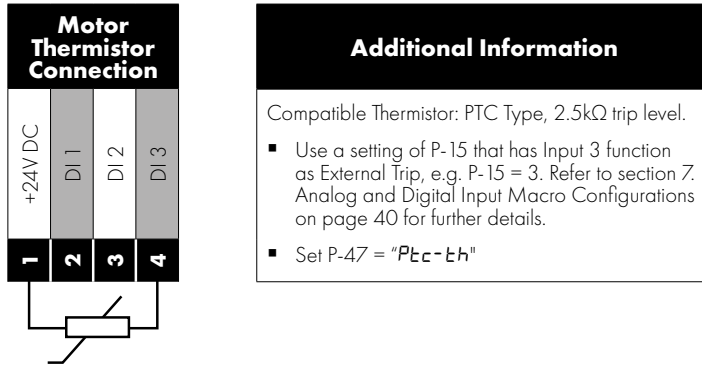 Motor
Thermistor
Connection
+24V DC
DI 1
DI 2
DI 3
1
2
3
4
Additional Information
Compatible Thermistor: PTC Type, 2.5kΩ trip level.
▪ Use a setting of P-15 that has Input 3 function
as External Trip, e.g. P-15 = 3. Refer to section 7.
Analog and Digital Input Macro Configurations
on page 40 for further details.
▪ Set P-47 = “Ptc-th"